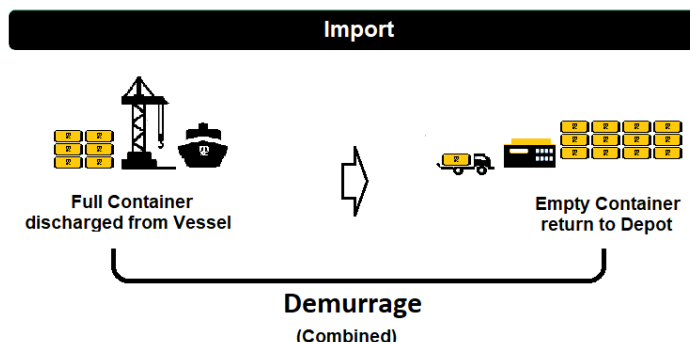 Import
Full Container
discharged from Vessel
Empty Container
return to Depot
Demurrage
(Combined)